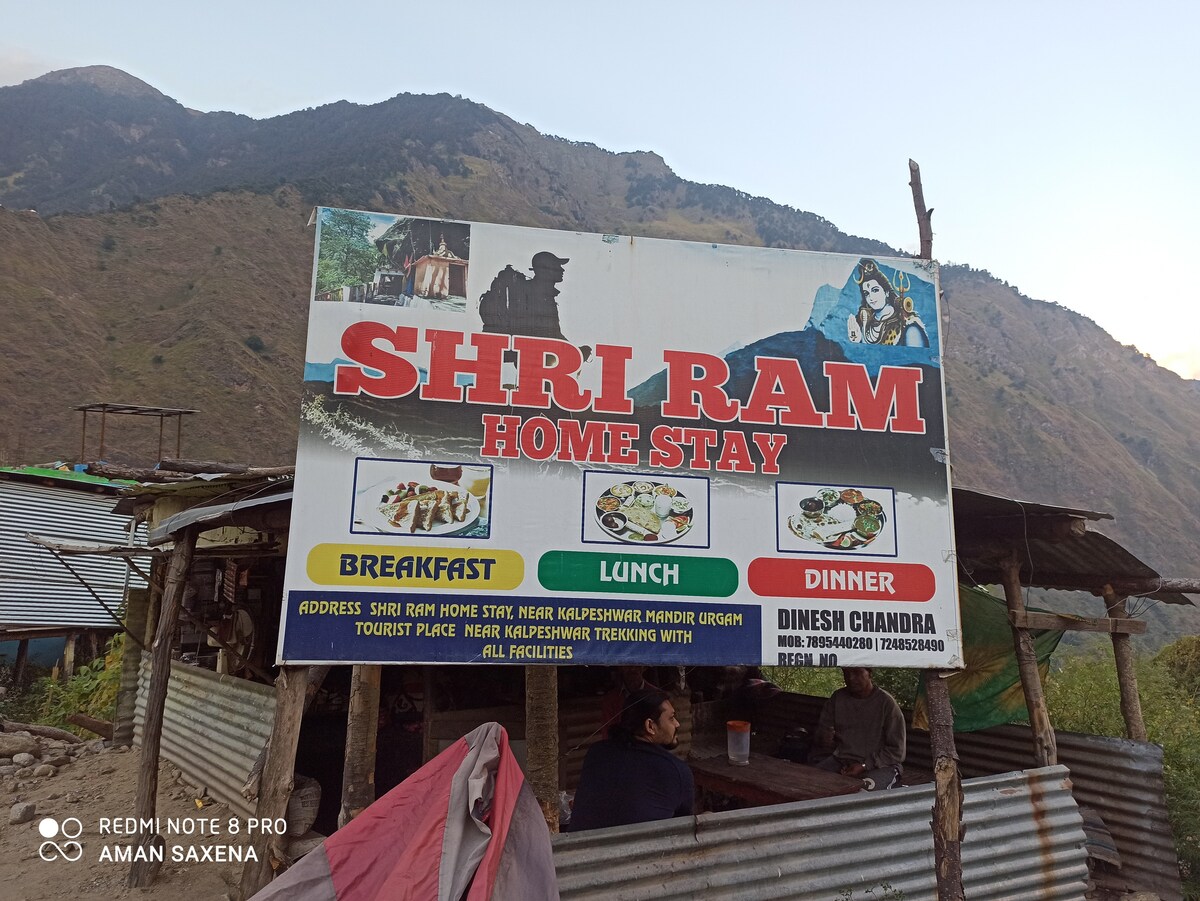 SHRI RAM
HOME STAY
BREAKFAST
LUNCH
DINNER
ADDRESS SHRI RAM HOME STAY, NEAR KALPESHWAR MANDIR URGAM
TOURIST PLACE NEAR KALPESHWAR TREKKING WITH
ALL FACILITIES
DINESH CHANDRA
MOB: 7895440280 | 7248528490
REGN. NO
REDMI NOTE 8 PRO
AMAN SAXENA